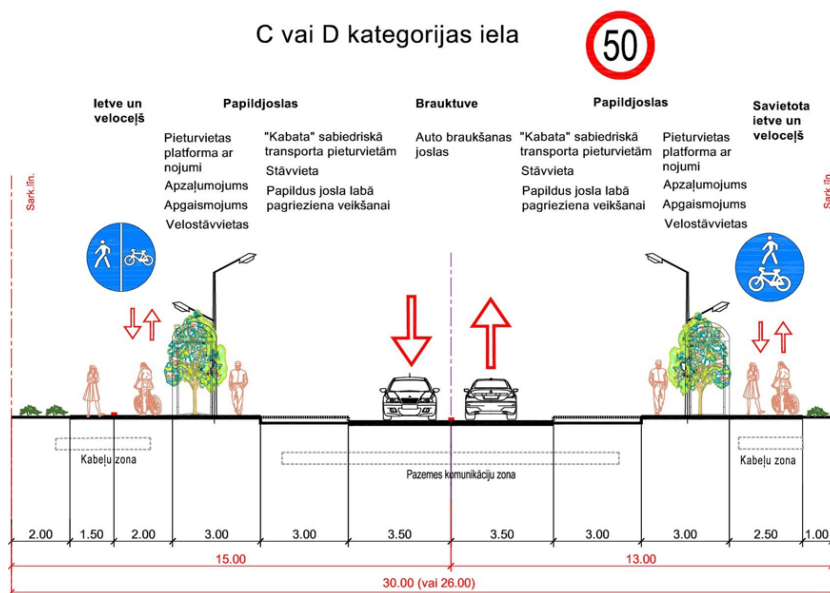 C vai D kategorijas iela
50
Ietve un
veloceļš
Papildjoslas
Brauktuve
Papildjoslas
Savietota
ietve un
veloceļš
Pieturvietas
platforma ar
nojumi
Apzaļumojums
Apgaismojums
Velostāvvietas
"Kabata" sabiedriskā
transporta pieturvietām
Stāvvieta
Papildus josla labā
pagrieziena veikšanai
Auto braukšanas
joslas
"Kabata" sabiedriskā
transporta pieturvietām
Stāvvieta
Papildus josla labā
pagrieziena veikšanai
Pieturvietas
platforma ar
nojumi
Apzaļumojums
Apgaismojums
Velostāvvietas
Sark.līn.
Sark.līn.
Kabeļu zona
Pazemes komunikāciju zona
Kabeļu zona
2.00 1.50 2.00 3.00 3.00 3.50 3.50 3.00 3.00 2.50 1.00
15.00 13.00
30.00 (vai 26.00)